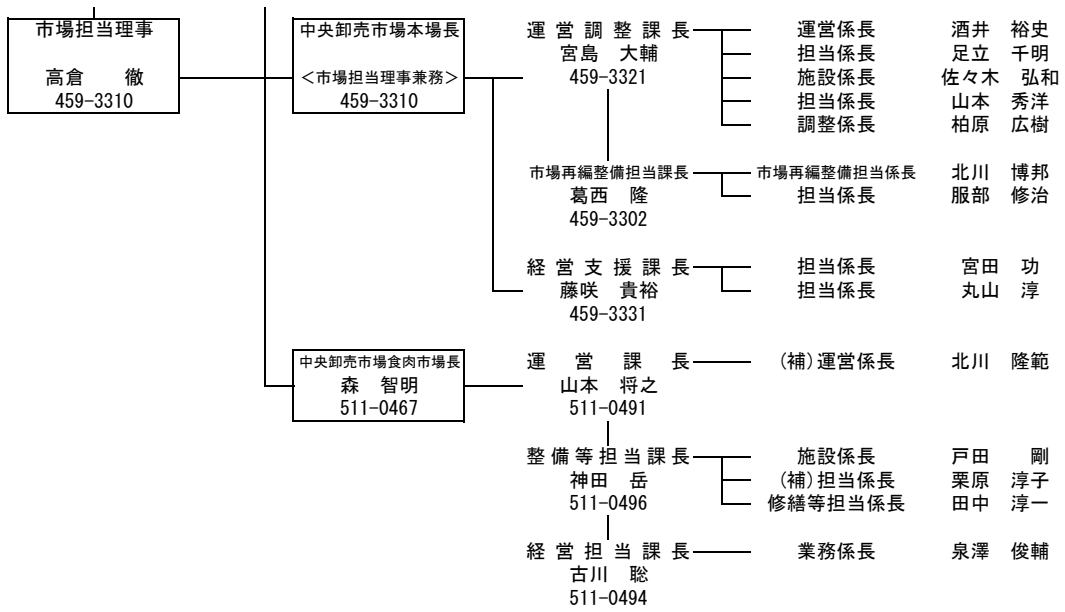 市場担当理事
高倉　　徹
459-3310
中央卸売市場本場長
＜市場担当理事兼務＞
459-3310
運営調整課長
宮島　大輔
459-3321
運営係長　酒井　裕史
担当係長　足立　千明
施設係長　佐々木　弘和
担当係長　山本　秀洋
調整係長　柏原　広樹
市場再編整備担当課長
葛西　隆
459-3302
市場再編整備担当係長　北川　博邦
担当係長　服部　修治
経営支援課長
藤咲　貴裕
459-3331
担当係長　宮田　功
担当係長　丸山　淳
中央卸売市場食肉市場長
森　智明
511-0467
運営課長
山本　将之
511-0491
(補)運営係長　北川　隆範
整備等担当課長
神田　岳
511-0496
施設係長　戸田　　剛
(補)担当係長　栗原　淳子
修繕等担当係長　田中　淳一
経営担当課長
古川　聡
511-0494
業務係長　泉澤　俊輔